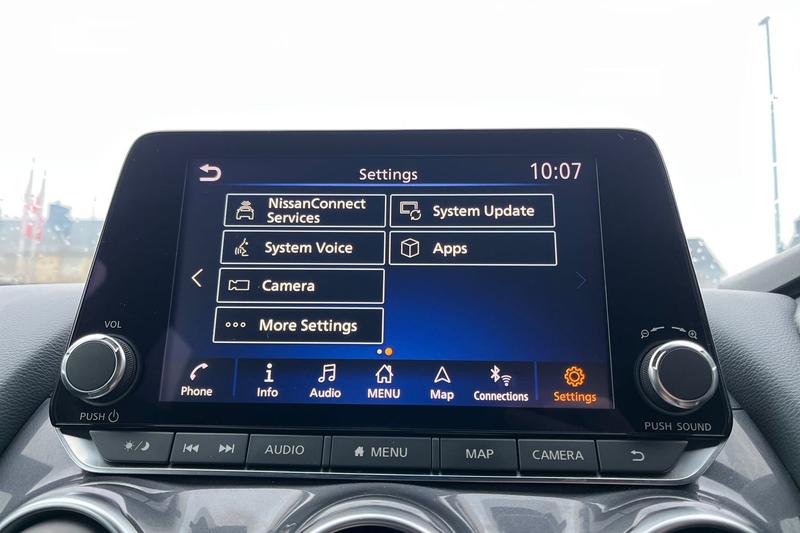 Settings
10:07
NissanConnect
Services
System Update
System Voice
Apps
Camera
More Settings
Phone
Info
Audio
MENU
Map
Connections
Settings
VOL
PUSH
PUSH SOUND
AUDIO
MENU
MAP
CAMERA